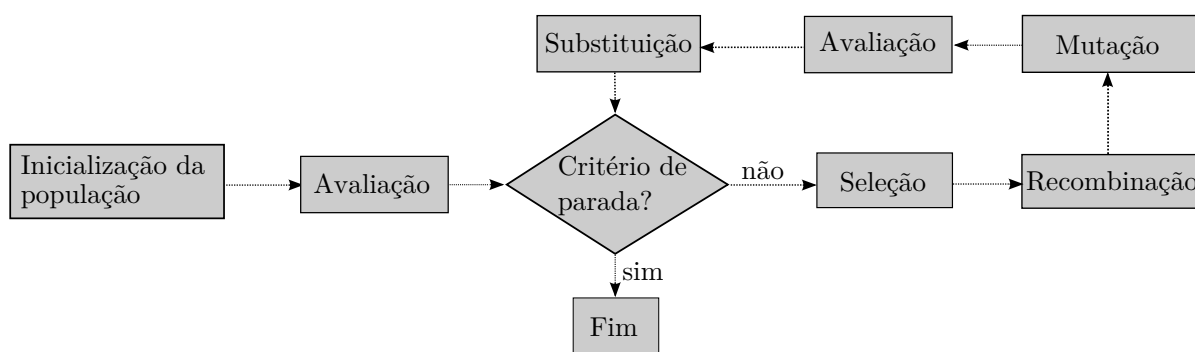 Substituição
Avaliação
Mutação
Inicialização da
população
Avaliação
Critério de
parada?
não
Seleção
Recombinação
sim
Fim